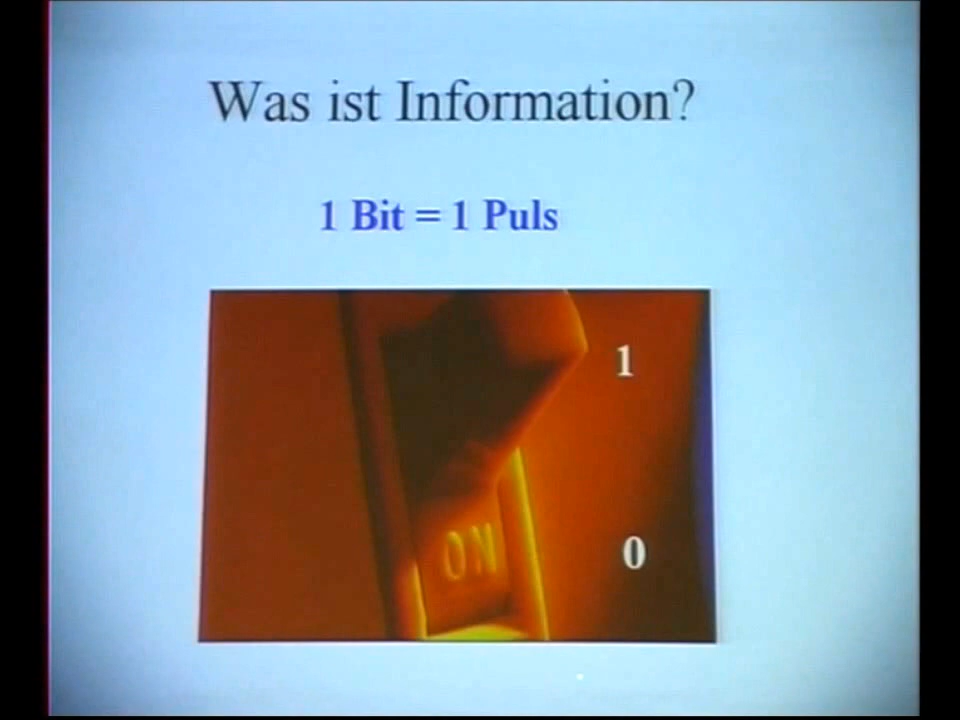 Was ist Information?
1 Bit = 1 Puls
1
ON
0